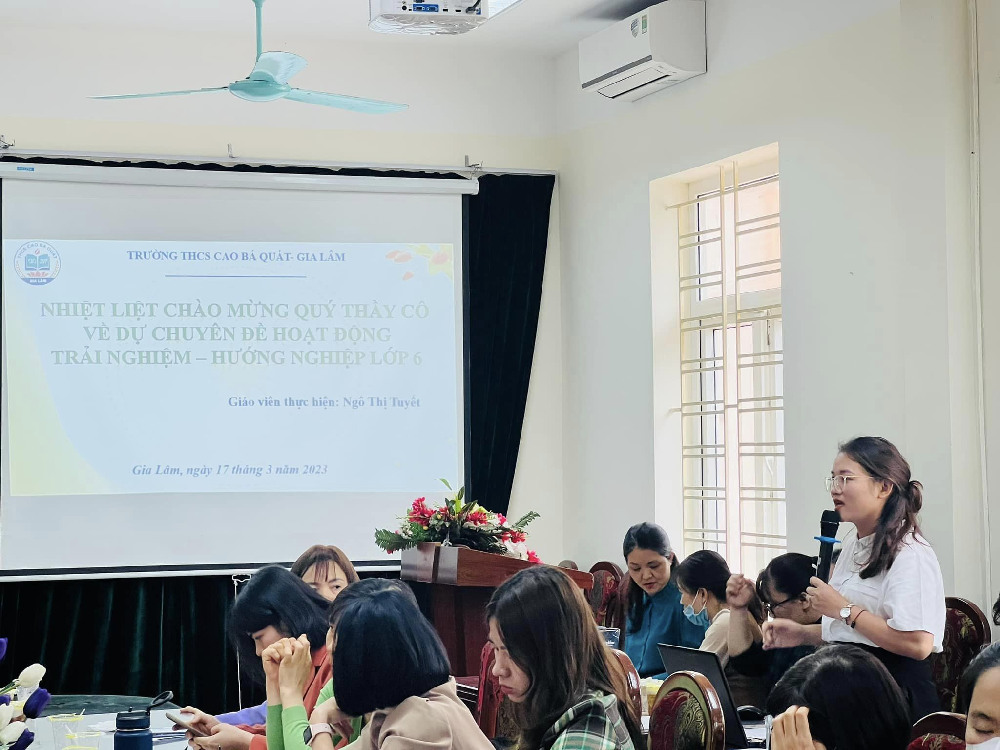 THCS CAO BÁ QUÁT
GIA LÂM
TRƯỜNG THCS CAO BÁ QUÁT- GIA LÂM
NHIỆT LIỆT CHÀO MỪNG QUÝ THẦY CÔ
VỀ DỰ CHUYÊN ĐỀ HOẠT ĐỘNG
TRẢI NGHIỆM – HƯỚNG NGHIỆP LỚP 6
Giáo viên thực hiện: Ngô Thị Tuyết
Gia Lâm, ngày 17 tháng 3 năm 2023